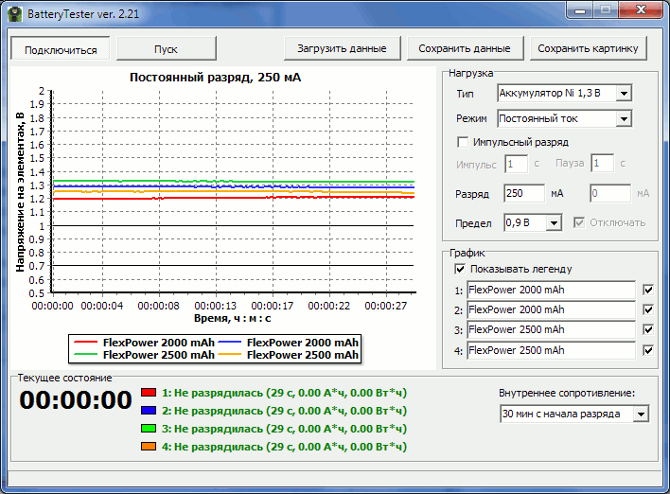 BatteryTester ver. 2.21
Подключиться Пуск Загрузить данные Сохранить данные Сохранить картинку
Постоянный разряд, 250 мА
Напряжение на элементах, В
2
1.9
1.8
1.7
1.6
1.5
1.4
1.3
1.2
1.1
1
0.9
0.8
0.7
0.6
0.5
00:00:00 00:00:04 00:00:08 00:00:13 00:00:17 00:00:22 00:00:27
Время, ч : м : с
FlexPower 2000 mAh FlexPower 2000 mAh
FlexPower 2500 mAh FlexPower 2500 mAh
Нагрузка
Тип Аккумулятор Ni 1,3 В
Режим Постоянный ток
Импульсный разряд
Импульс 1 с Пауза 1 с
Разряд 250 мА 0 мА
Предел 0,9 В Отключать
График
Показывать легенду
1: FlexPower 2000 mAh
2: FlexPower 2000 mAh
3: FlexPower 2500 mAh
4: FlexPower 2500 mAh
Текущее состояние
00:00:00
1: Не разрядилась (29 с, 0.00 А*ч, 0.00 Вт*ч)
2: Не разрядилась (29 с, 0.00 А*ч, 0.00 Вт*ч)
3: Не разрядилась (29 с, 0.00 А*ч, 0.00 Вт*ч)
4: Не разрядилась (29 с, 0.00 А*ч, 0.00 Вт*ч)
Внутреннее сопротивление:
30 мин с начала разряда